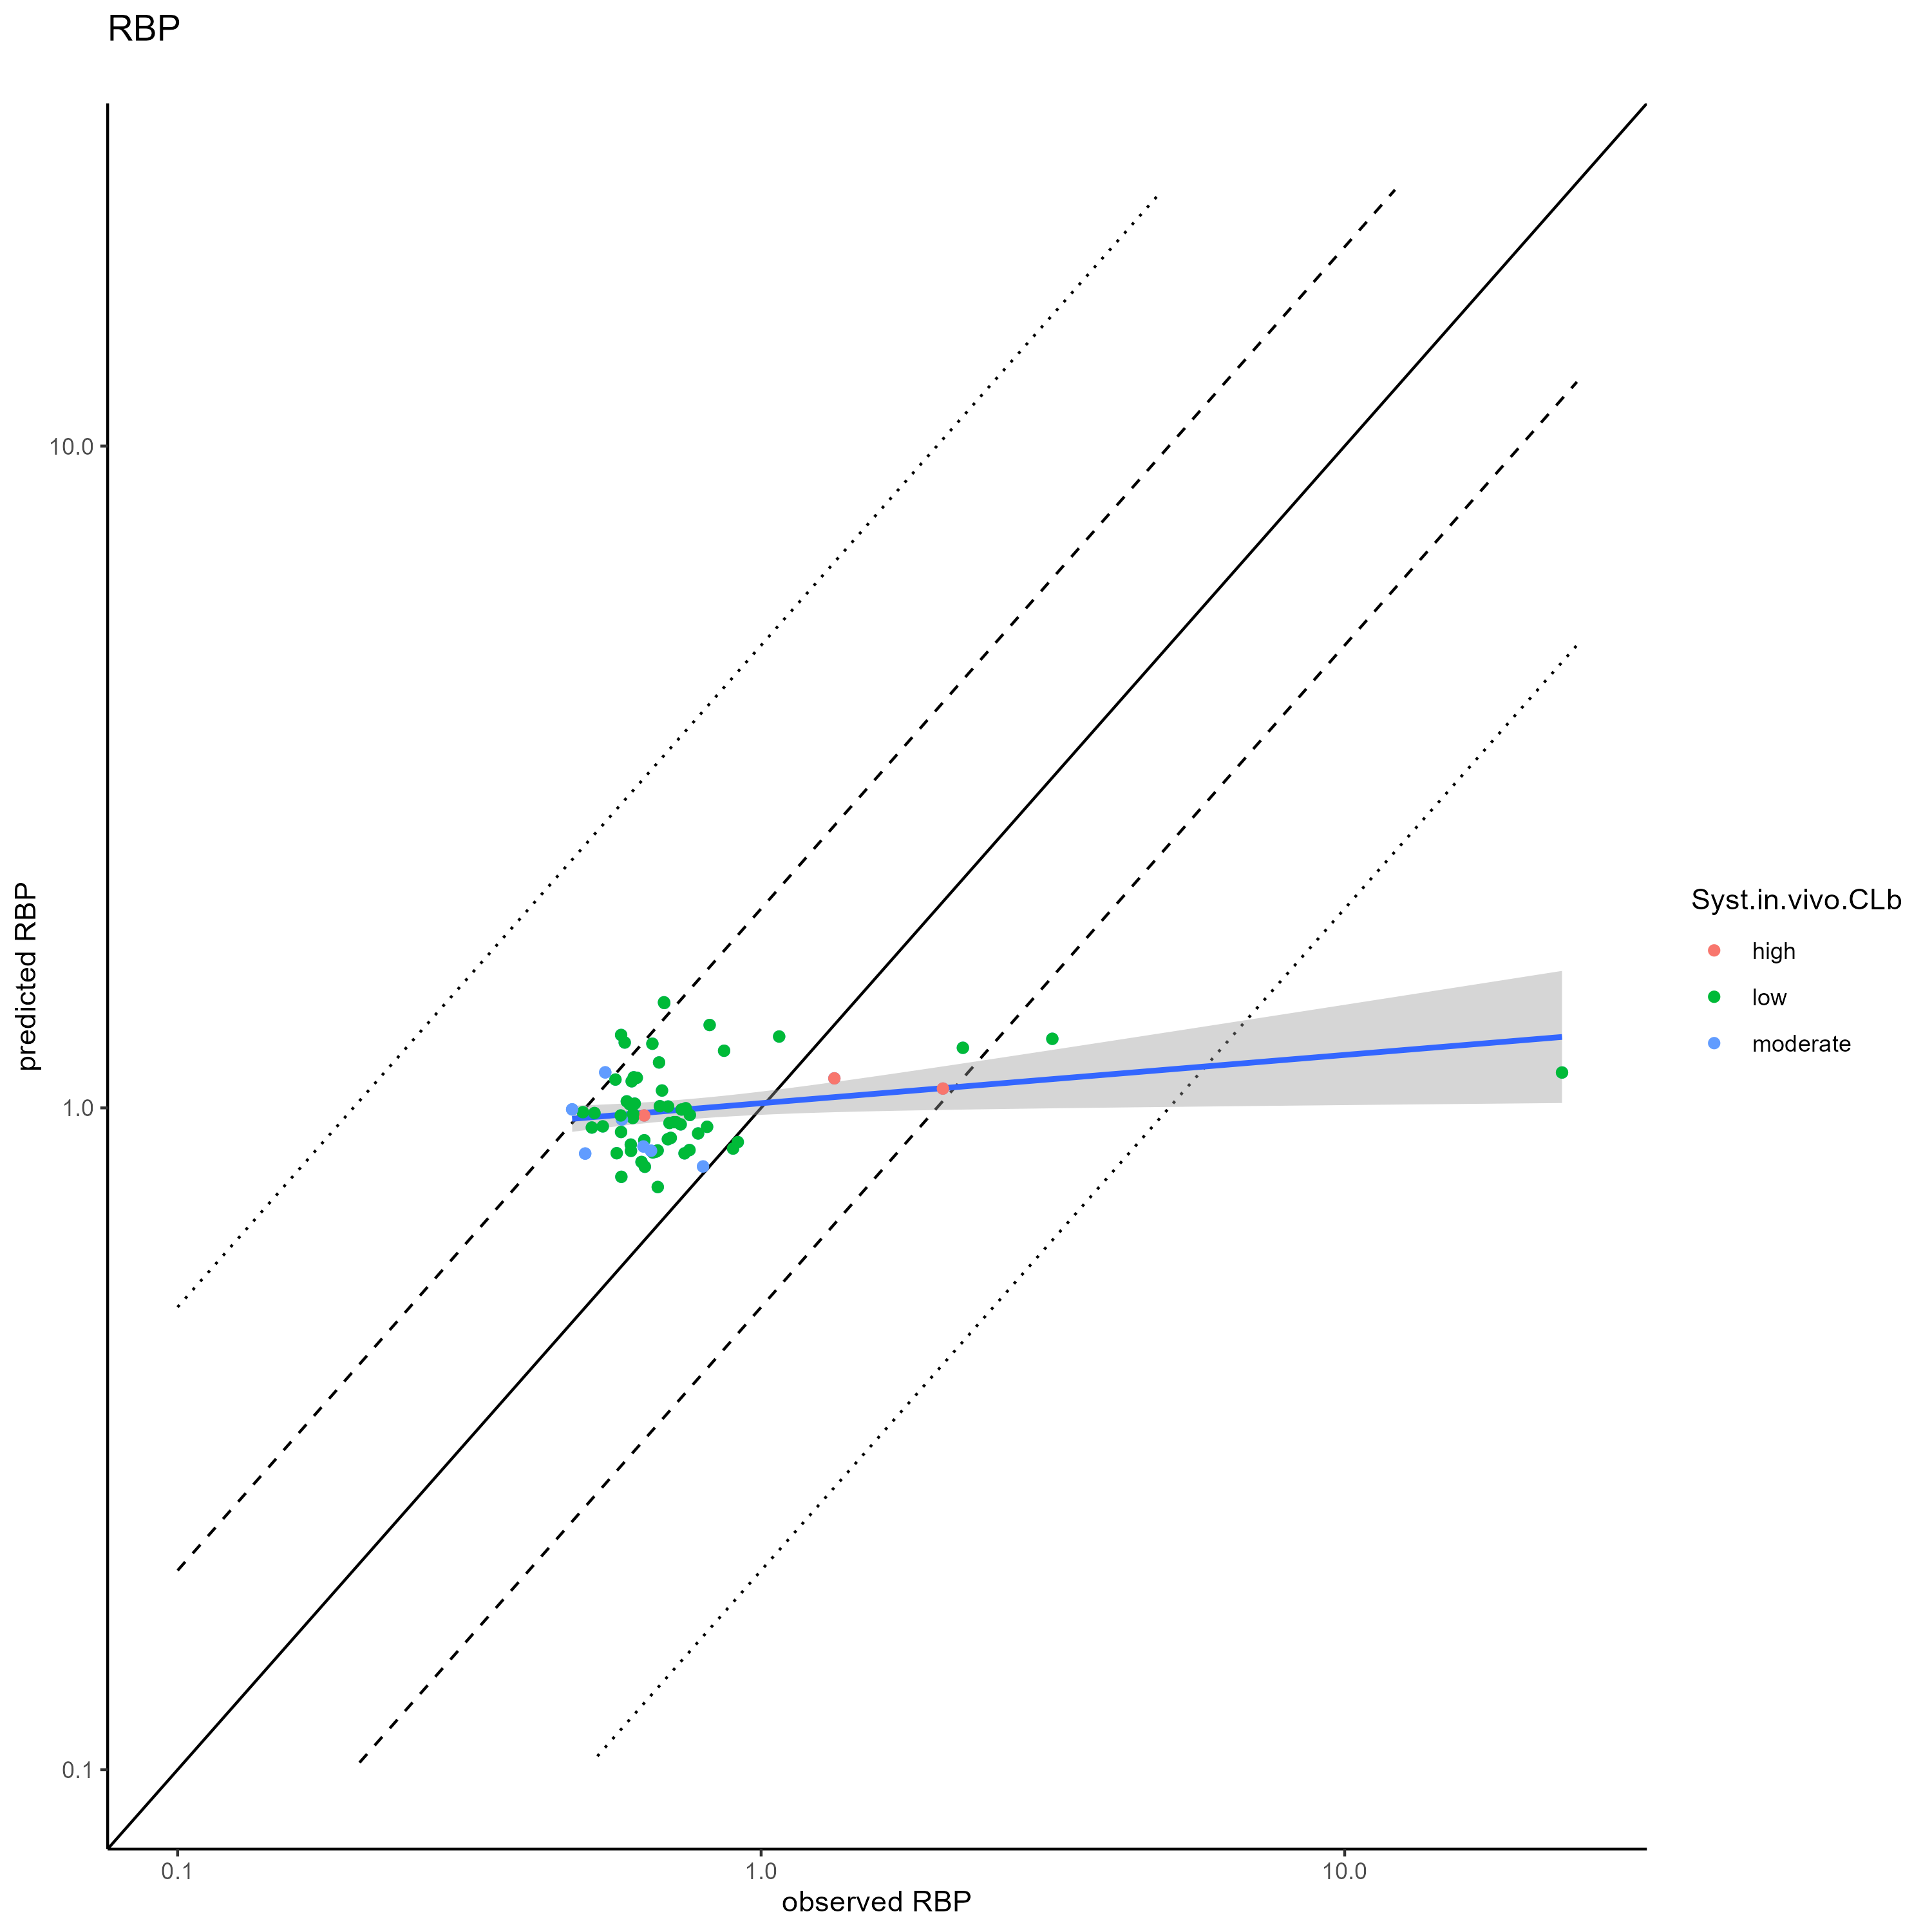 RBP
10.0
1.0
0.1
predicted RBP
0.1
1.0
10.0
observed RBP
Syst.in.vivo.CLb
high
low
moderate